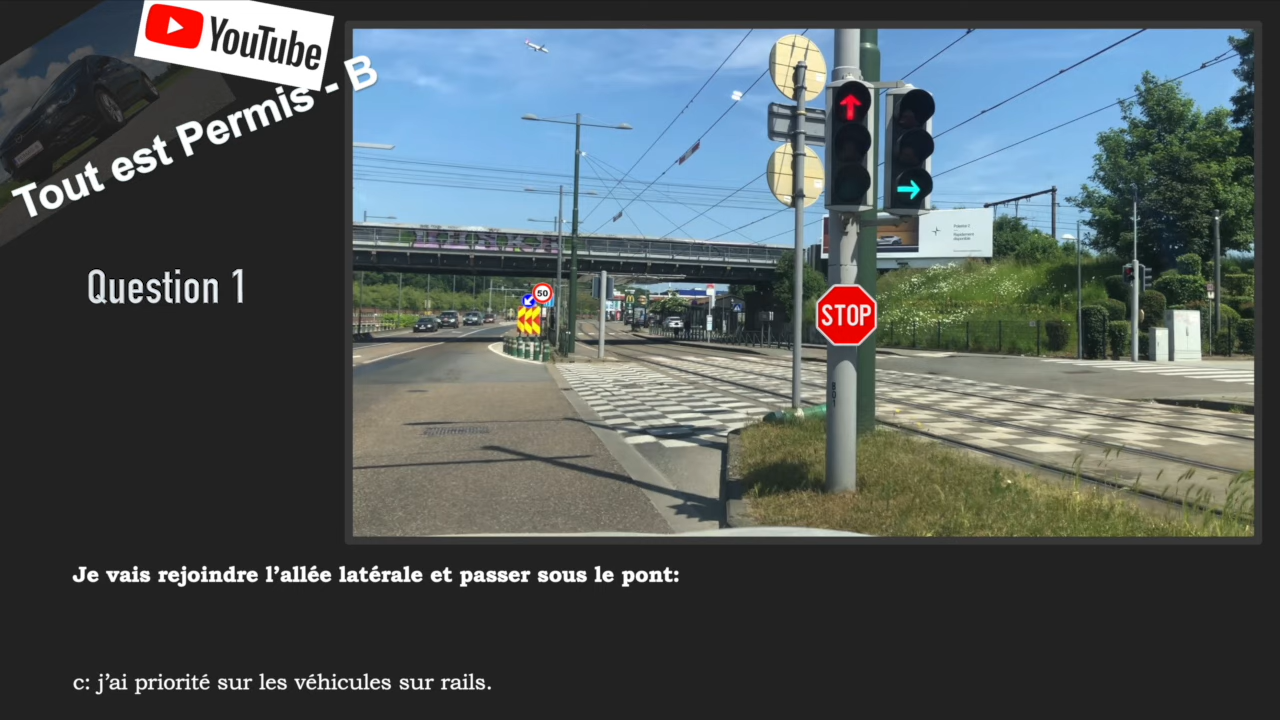 YouTube
Tout est Permis - B
Question 1
50
STOP
801
Je vais rejoindre l'allée latérale et passer sous le pont:
c: j'ai priorité sur les véhicules sur rails.